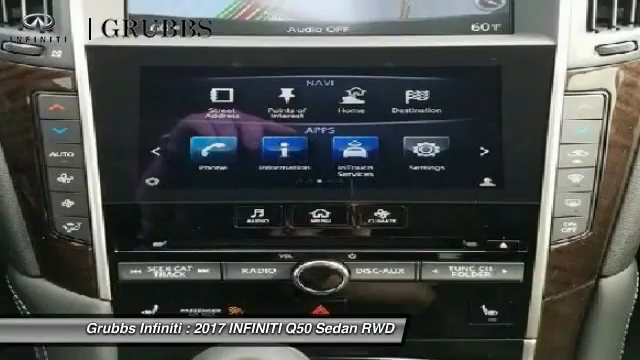 INFINITI | GRUBBS
Audio OFF 60°F
NAVI
Street Address Points of Interest Home Destination
APPS
< Phone Information InTouch Services Settings >
AUTO
AUDIO MENU CLIMATE
ON OFF
VOL
SEEK·CAT TRACK RADIO DISC·AUX TUNE·CH FOLDER
PASSENGER
Grubbs Infiniti : 2017 INFINITI Q50 Sedan RWD